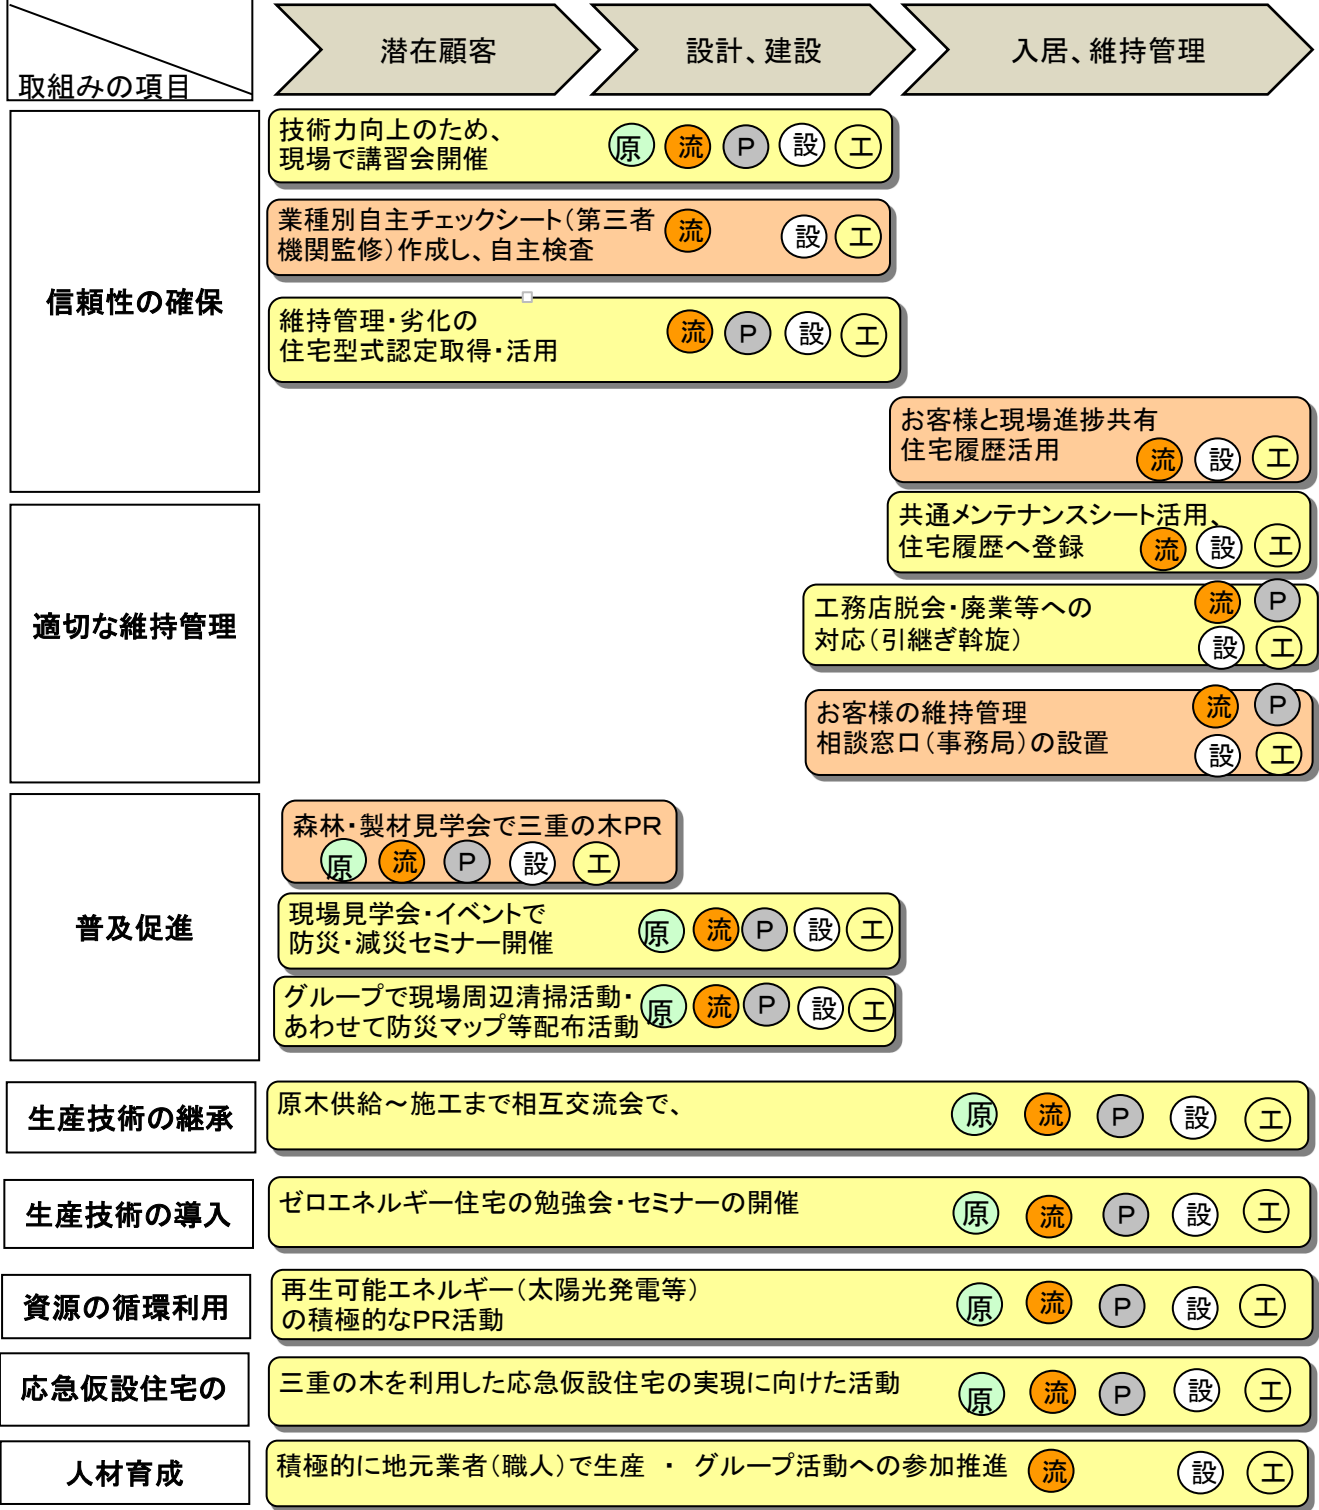 取組みの項目
潜在顧客
設計、建設
入居、維持管理
信頼性の確保
技術力向上のため、
現場で講習会開催
原 流 P 設 工
業種別自主チェックシート（第三者
機関監修）作成し、自主検査
流 設 工
維持管理・劣化の
住宅型式認定取得・活用
流 P 設 工
お客様と現場進捗共有
住宅履歴活用
流 設 工
適切な維持管理
共通メンテナンスシート活用、
住宅履歴へ登録
流 設 工
工務店脱会・廃業等への
対応（引継ぎ斡旋）
流 P
設 工
お客様の維持管理
相談窓口（事務局）の設置
流 P
設 工
普及促進
森林・製材見学会で三重の木PR
原 流 P 設 工
現場見学会・イベントで
防災・減災セミナー開催
原 流 P 設 工
グループで現場周辺清掃活動・
あわせて防災マップ等配布活動
原 流 P 設 工
生産技術の継承
原木供給～施工まで相互交流会で、
原 流 P 設 工
生産技術の導入
ゼロエネルギー住宅の勉強会・セミナーの開催
原 流 P 設 工
資源の循環利用
再生可能エネルギー（太陽光発電等）
の積極的なPR活動
原 流 P 設 工
応急仮設住宅の
三重の木を利用した応急仮設住宅の実現に向けた活動
原 流 P 設 工
人材育成
積極的に地元業者（職人）で生産 ・ グループ活動への参加推進
流 設 工